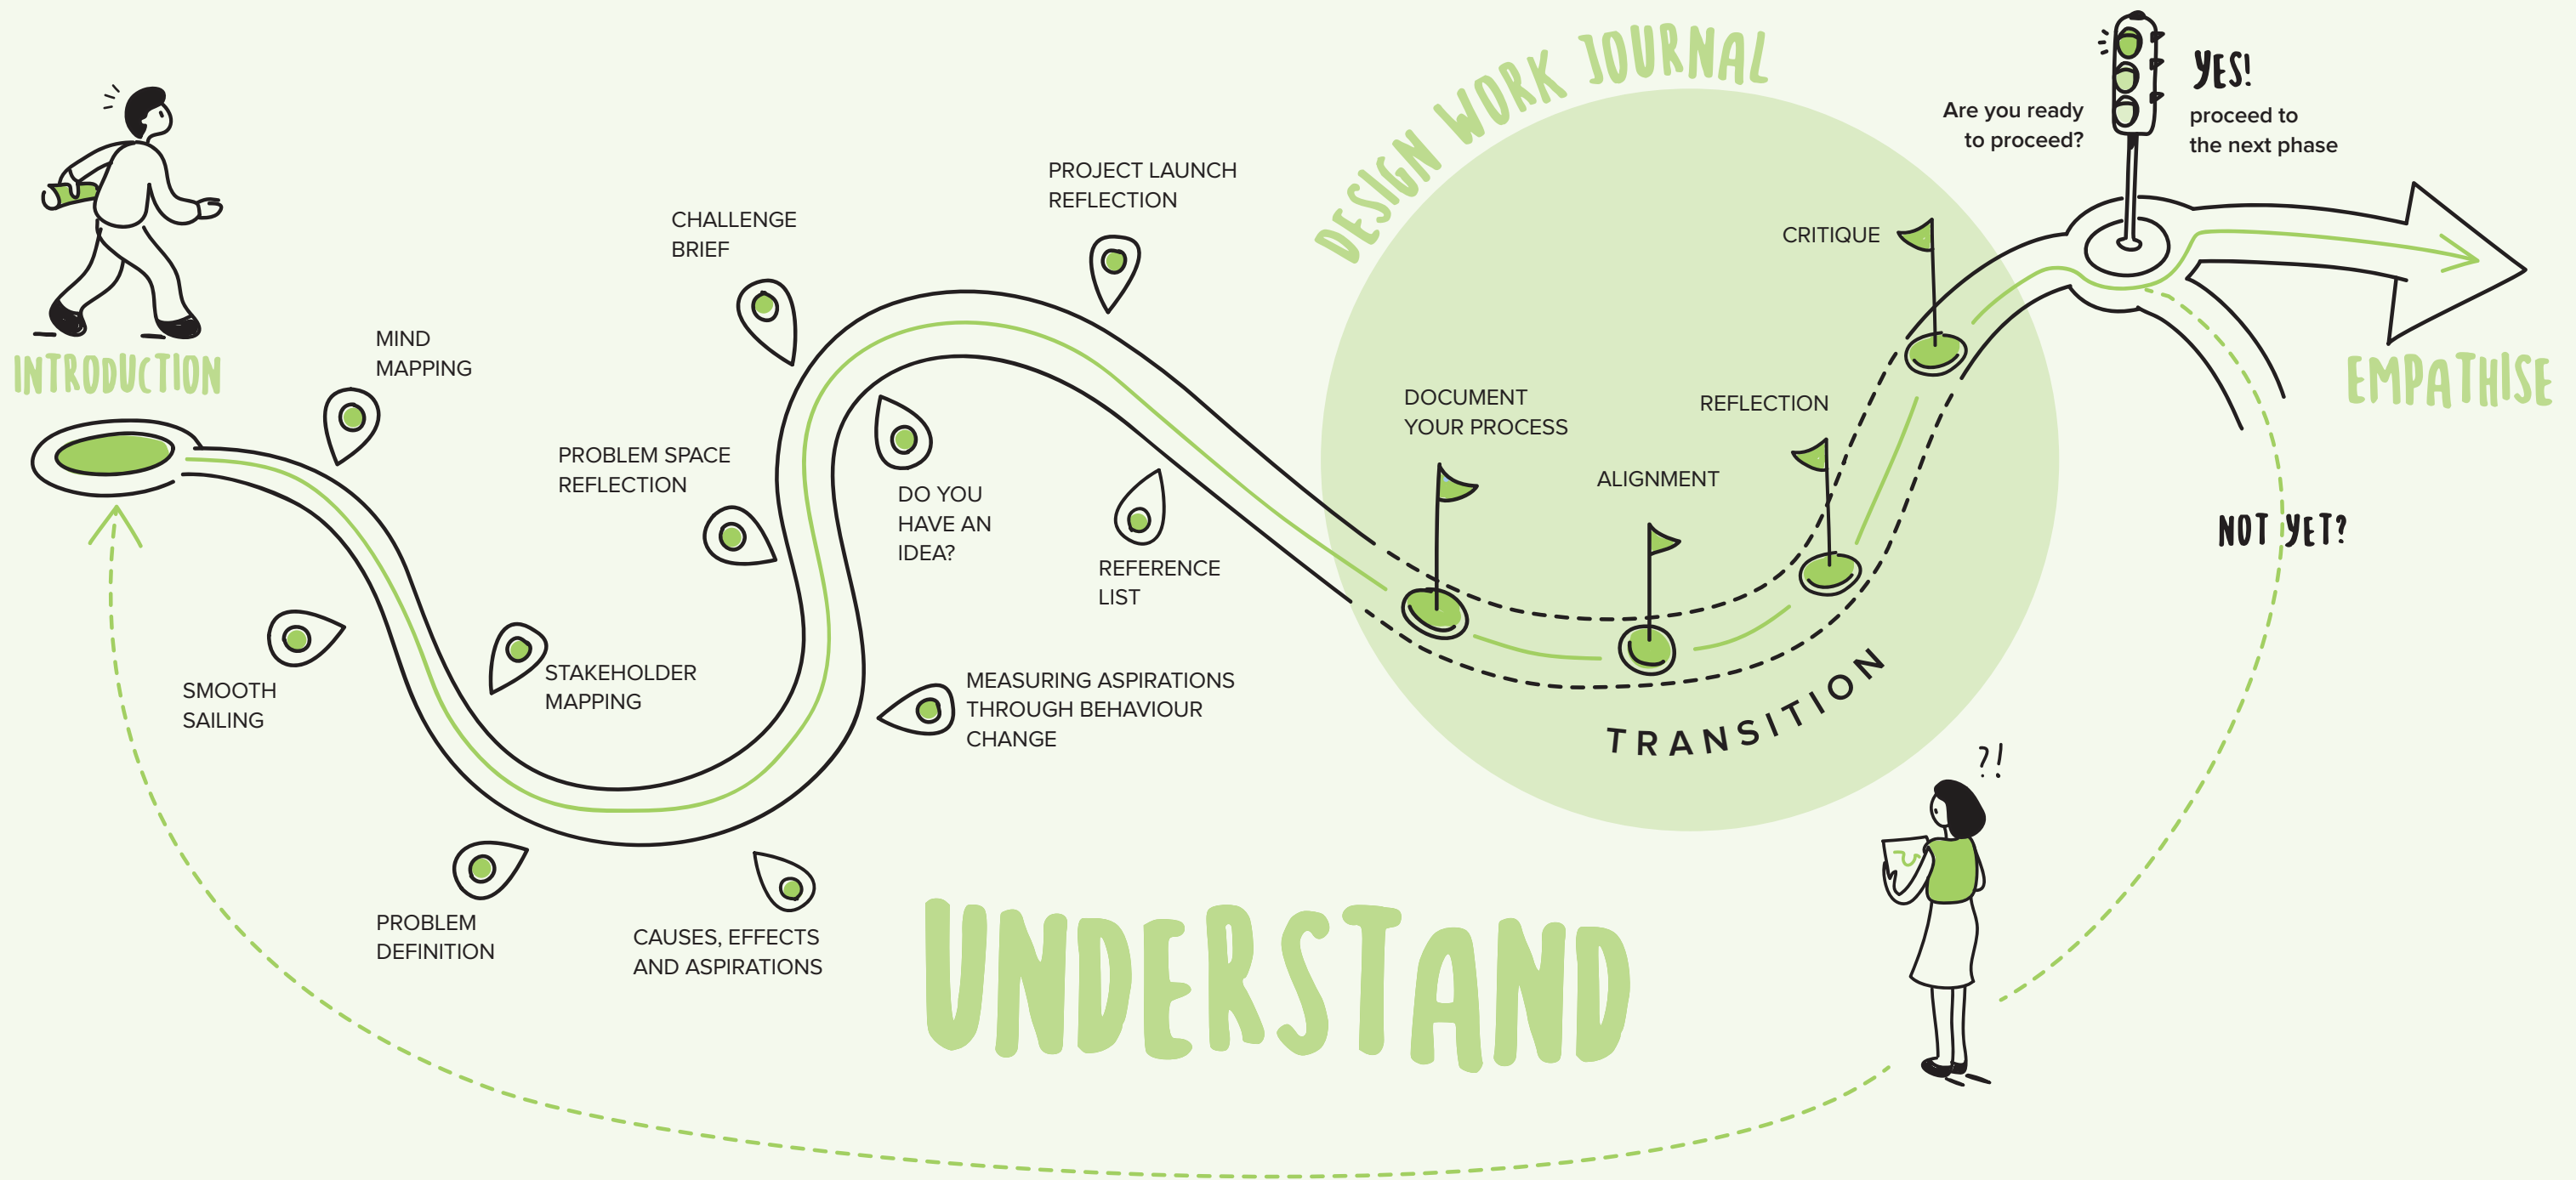 INTRODUCTION
MIND
MAPPING
SMOOTH
SAILING
STAKEHOLDER
MAPPING
PROBLEM
DEFINITION
CAUSES, EFFECTS
AND ASPIRATIONS
PROBLEM SPACE
REFLECTION
CHALLENGE
BRIEF
DO YOU
HAVE AN
IDEA?
MEASURING ASPIRATIONS
THROUGH BEHAVIOUR
CHANGE
PROJECT LAUNCH
REFLECTION
REFERENCE
LIST
DESIGN WORK JOURNAL
DOCUMENT
YOUR PROCESS
ALIGNMENT
REFLECTION
CRITIQUE
TRANSITION
Are you ready
to proceed?
YES!
proceed to
the next phase
EMPATHISE
NOT YET?
?!
UNDERSTAND